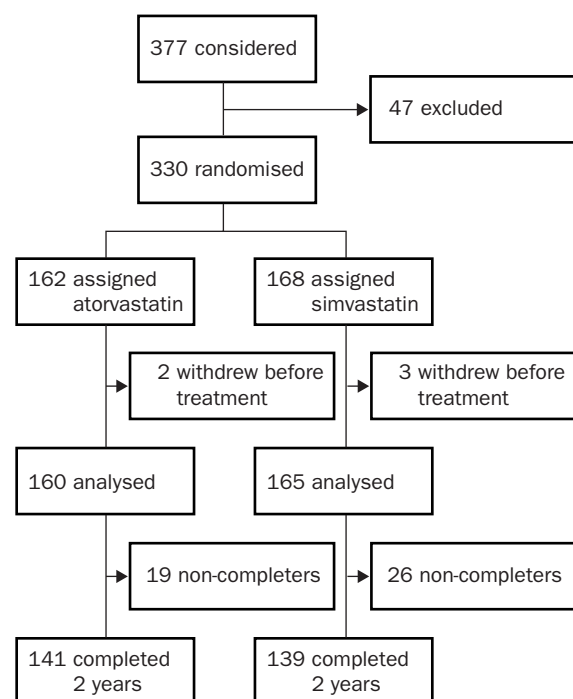 377 considered
47 excluded
330 randomised
162 assigned
atorvastatin
168 assigned
simvastatin
2 withdrew before
treatment
3 withdrew before
treatment
160 analysed
165 analysed
19 non-completers
26 non-completers
141 completed
2 years
139 completed
2 years